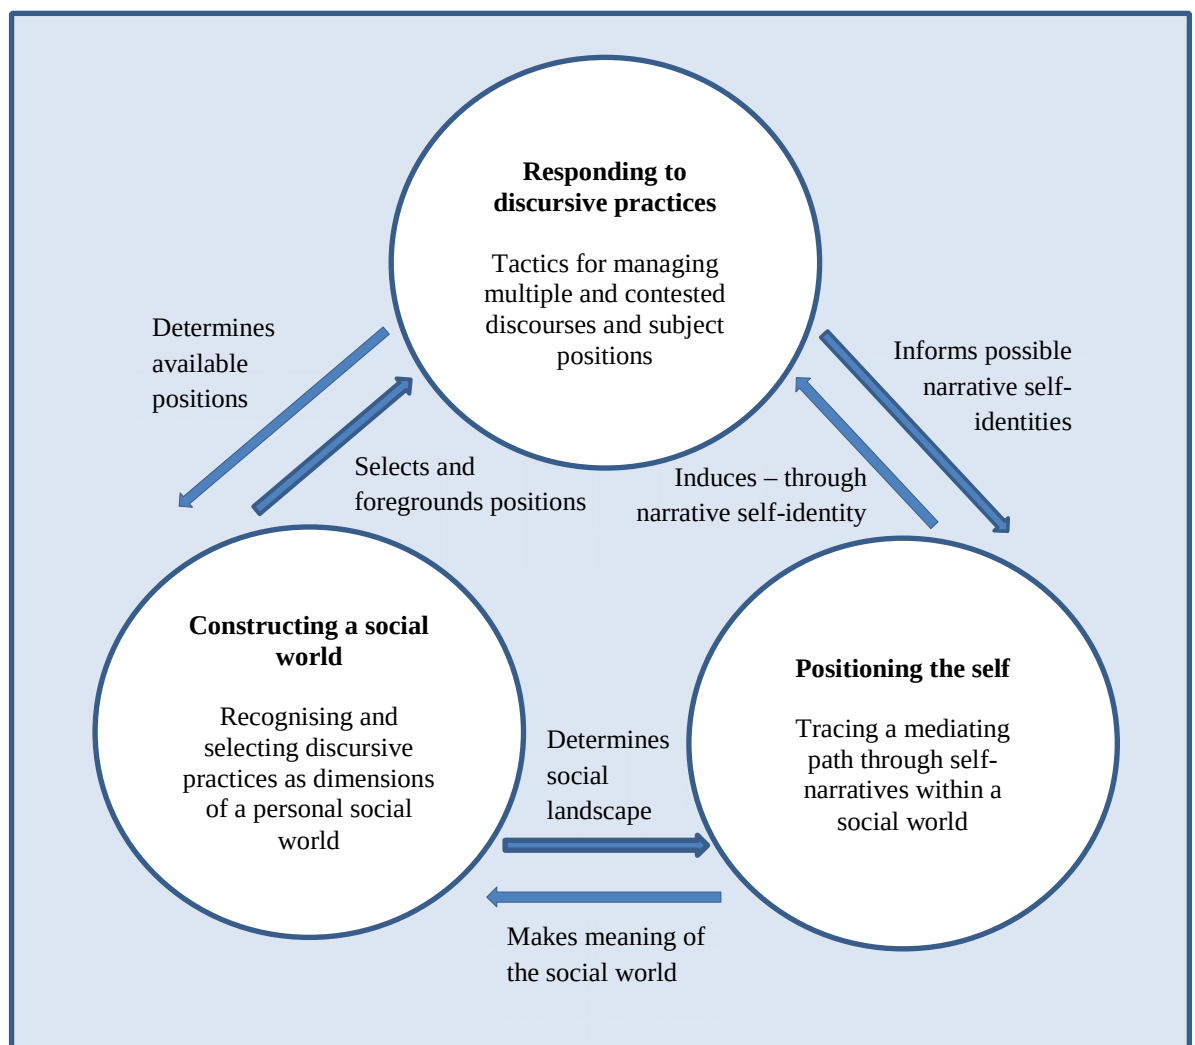 Responding to
discursive practices
Tactics for managing
multiple and contested
discourses and subject
positions
Determines
available
positions
Selects and
foregrounds positions
Informs possible
narrative self-
identities
Induces – through
narrative self-identity
Constructing a social
world
Recognising and
selecting discursive
practices as dimensions
of a personal social
world
Determines
social
landscape
Makes meaning of
the social world
Positioning the self
Tracing a mediating
path through self-
narratives within a
social world